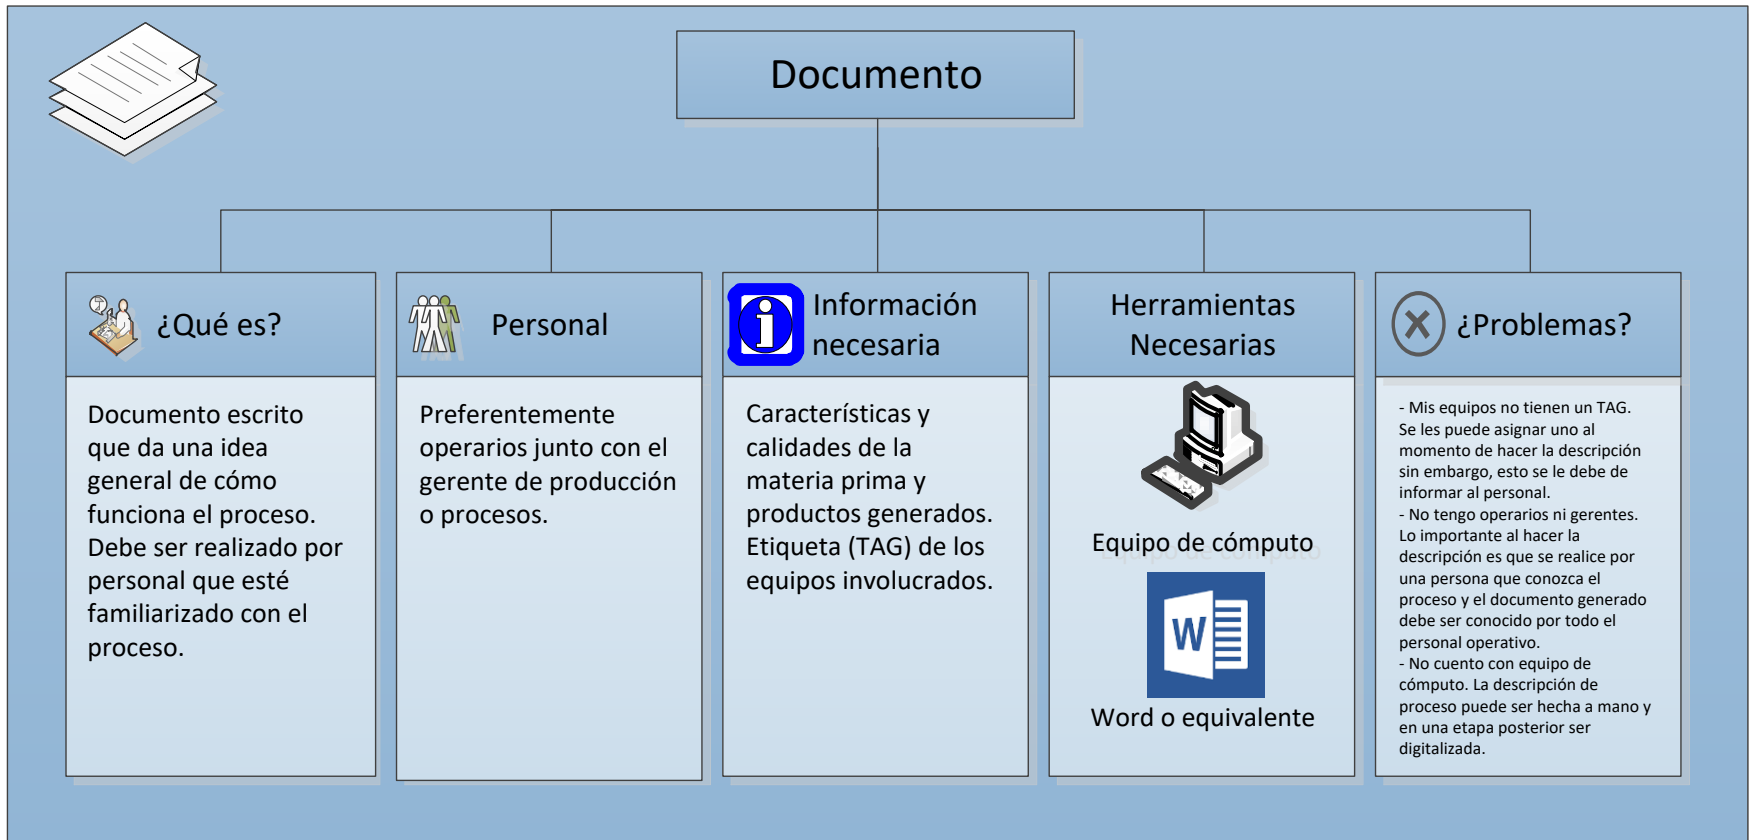 Documento
¿Qué es?
Documento escrito
que da una idea
general de cómo
funciona el proceso.
Debe ser realizado por
personal que esté
familiarizado con el
proceso.
Personal
Preferentemente
operarios junto con el
gerente de producción
o procesos.
Información
necesaria
Características y
calidades de la
materia prima y
productos generados.
Etiqueta (TAG) de los
equipos involucrados.
Herramientas
Necesarias
Equipo de cómputo
W
Word o equivalente
¿Problemas?
- Mis equipos no tienen un TAG.
Se les puede asignar uno al
momento de hacer la descripción
sin embargo, esto se le debe de
informar al personal.
- No tengo operarios ni gerentes.
Lo importante al hacer la
descripción es que se realice por
una persona que conozca el
proceso y el documento generado
debe ser conocido por todo el
personal operativo.
- No cuento con equipo de
cómputo. La descripción de
proceso puede ser hecha a mano y
en una etapa posterior ser
digitalizada.